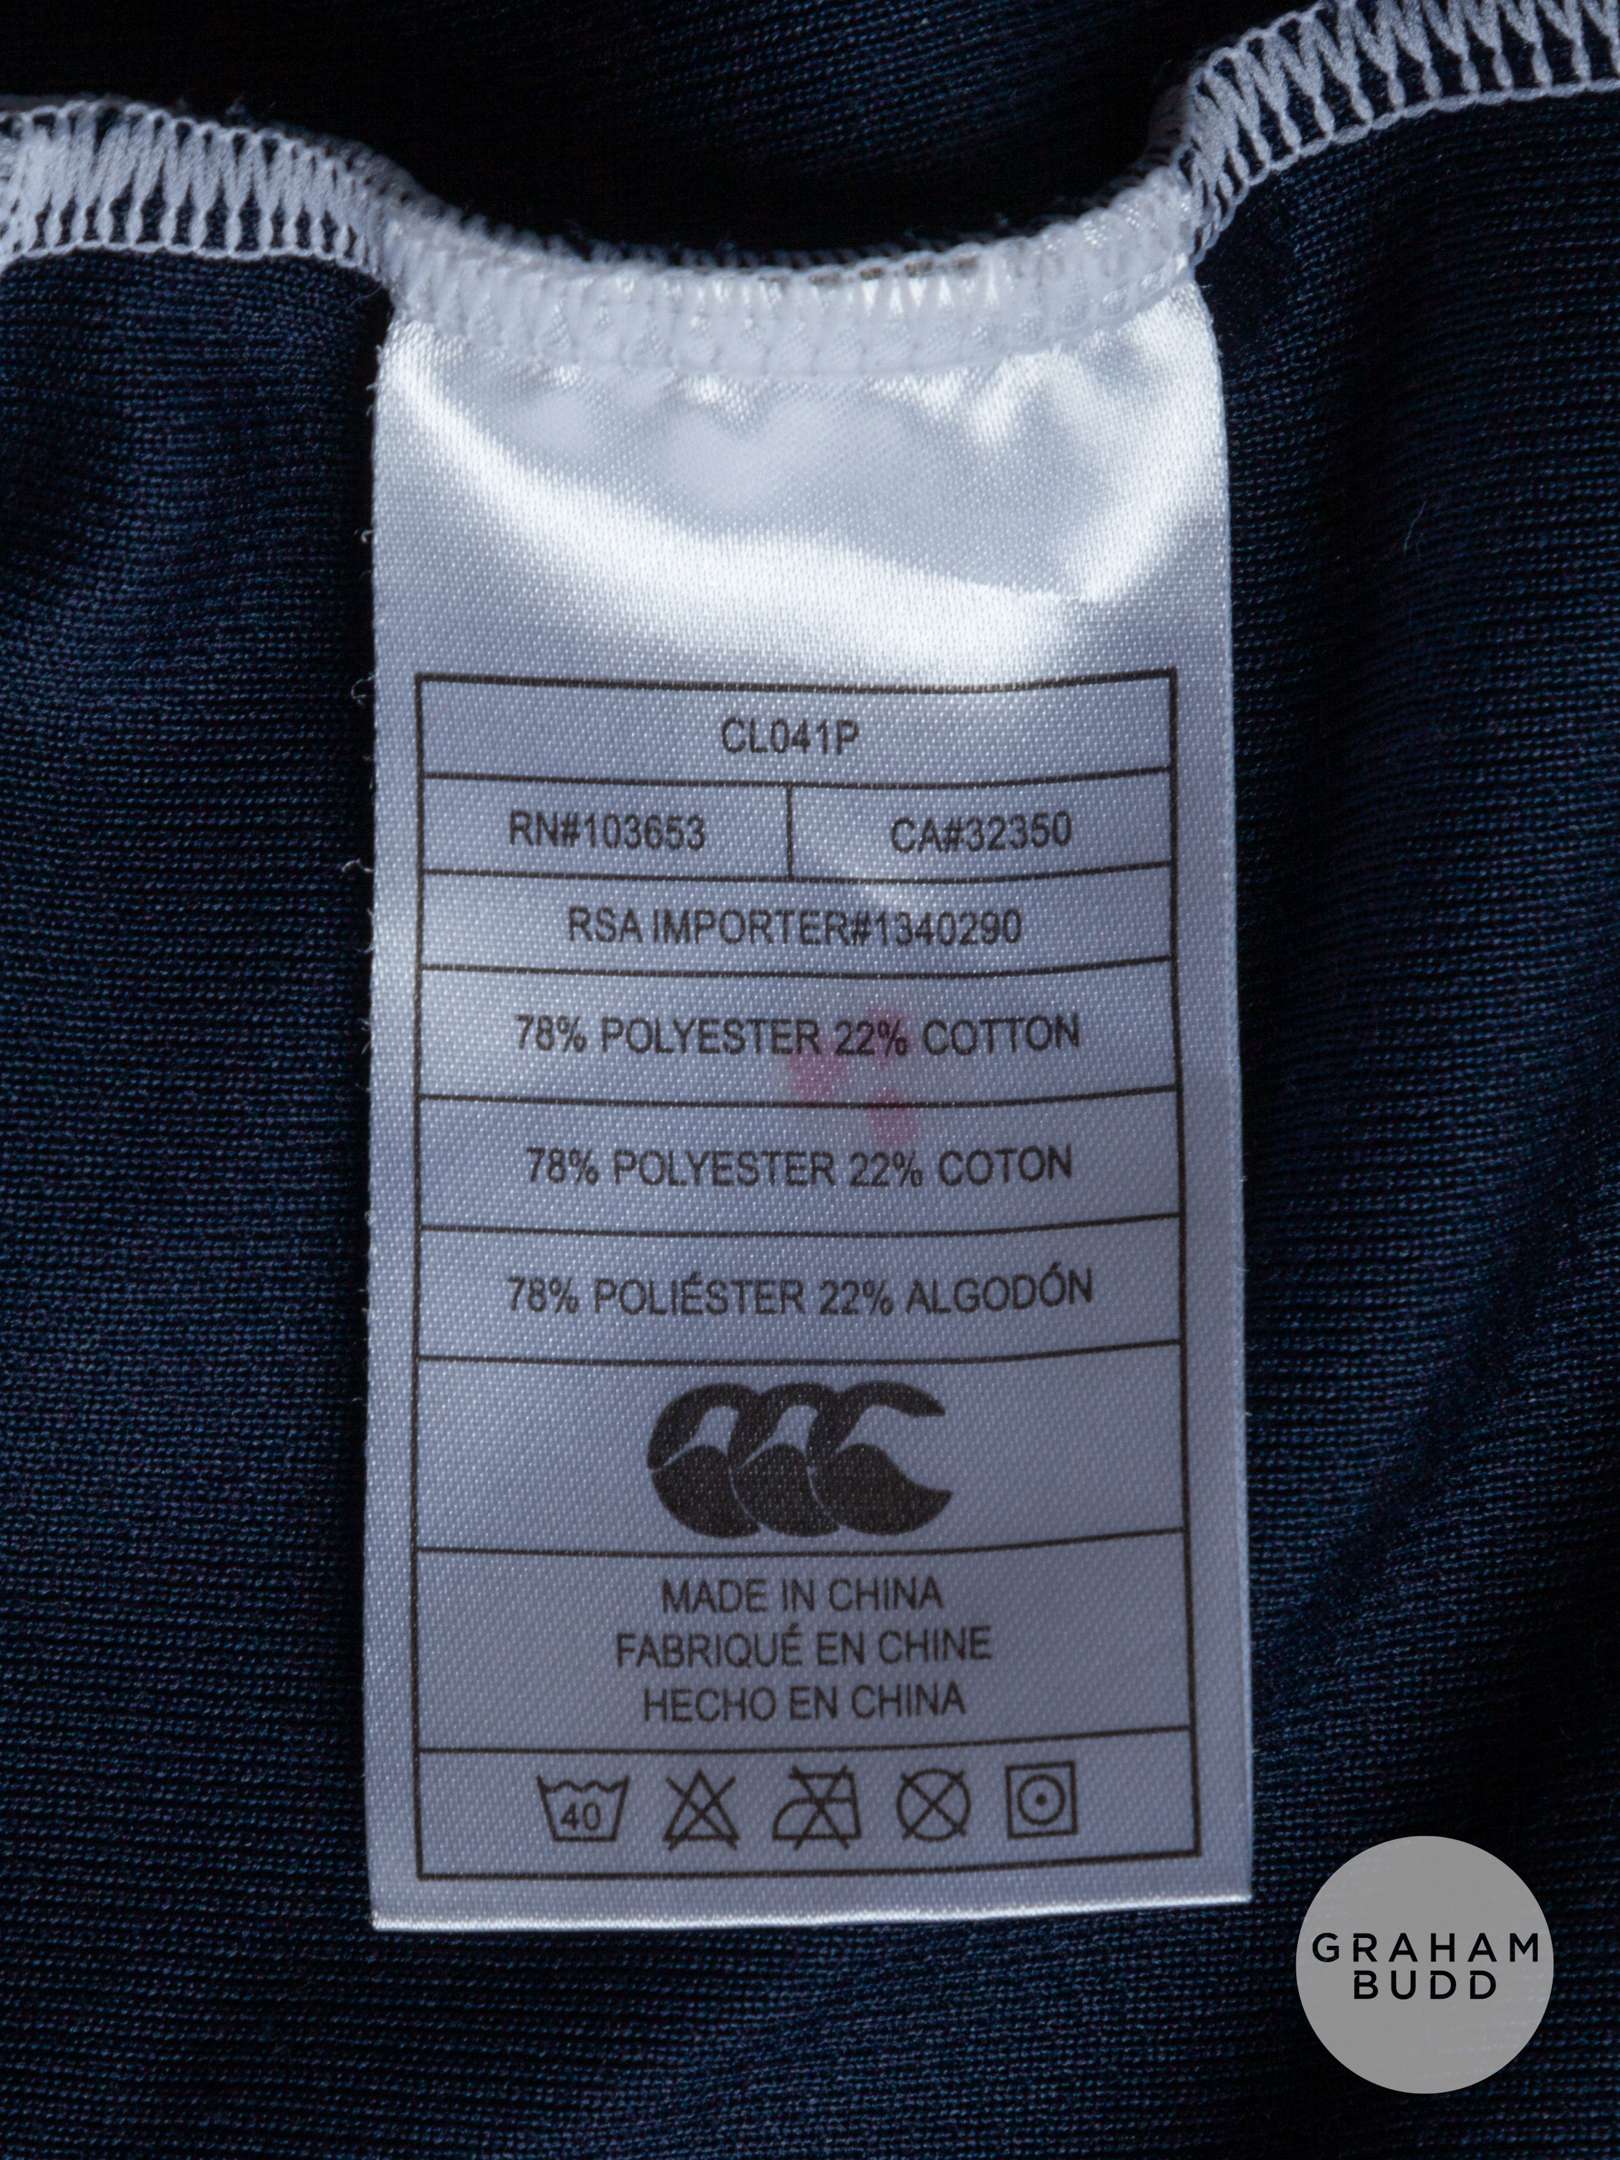 CL041P
RN#103653 CA#32350
RSA IMPORTER#1340290
78% POLYESTER 22% COTTON
78% POLYESTER 22% COTON
78% POLIÉSTER 22% ALGODÓN
MADE IN CHINA
FABRIQUÉ EN CHINE
HECHO EN CHINA
40
GRAHAM
BUDD